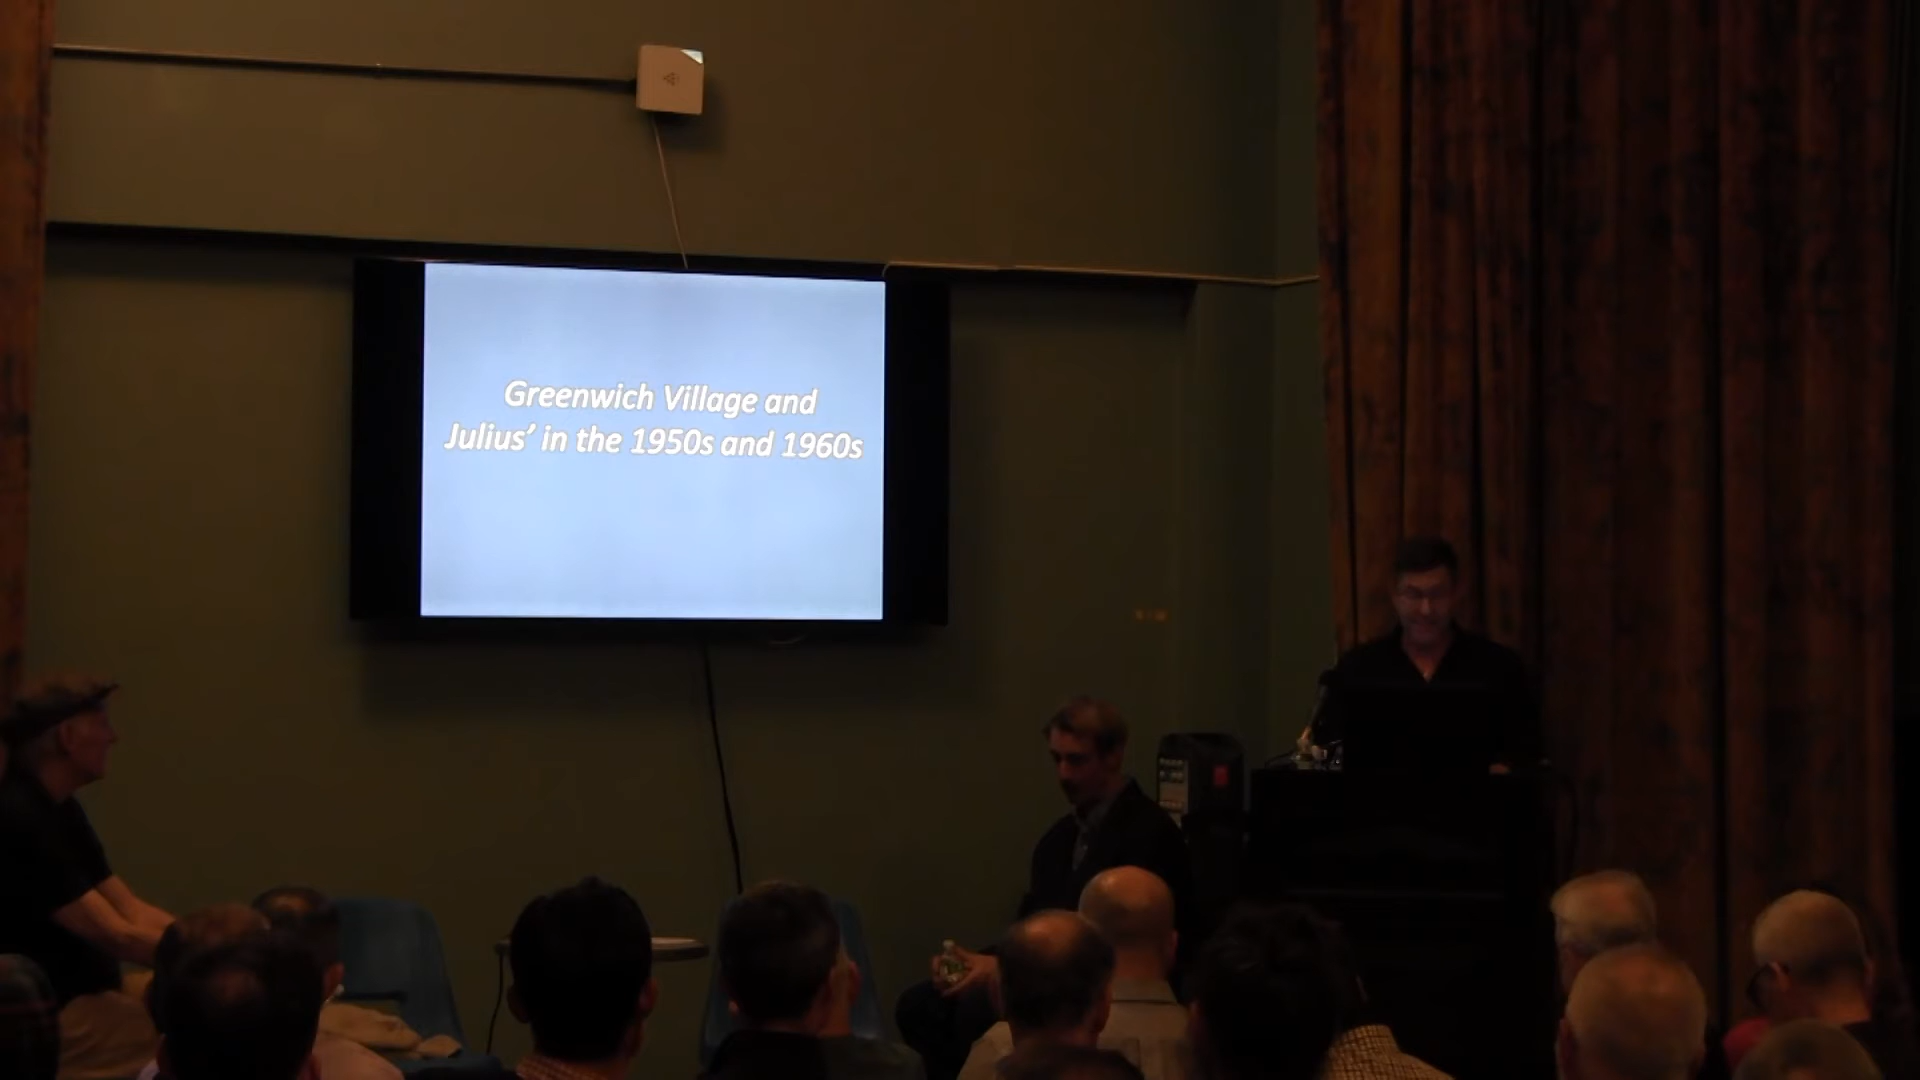 Greenwich Village and
Julius’ in the 1950s and 1960s